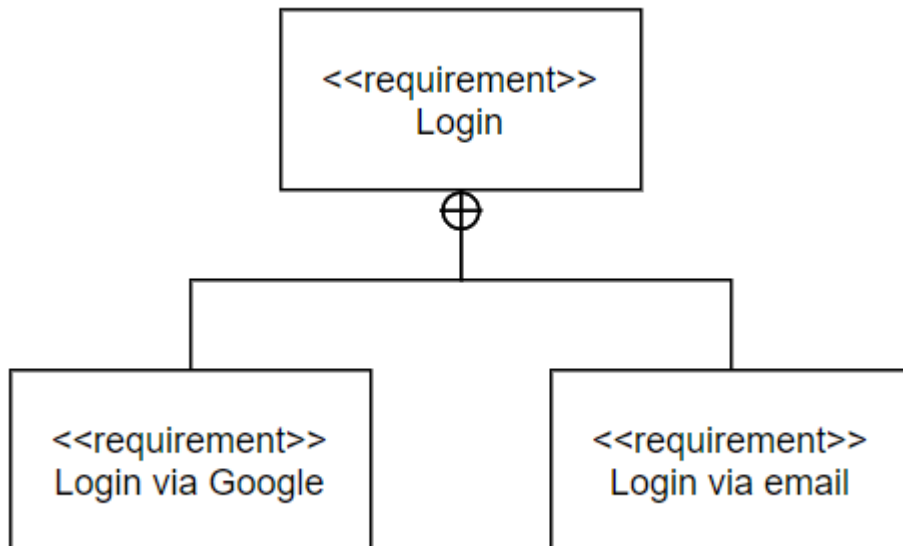 <<requirement>>
Login
<<requirement>>
Login via Google
<<requirement>>
Login via email